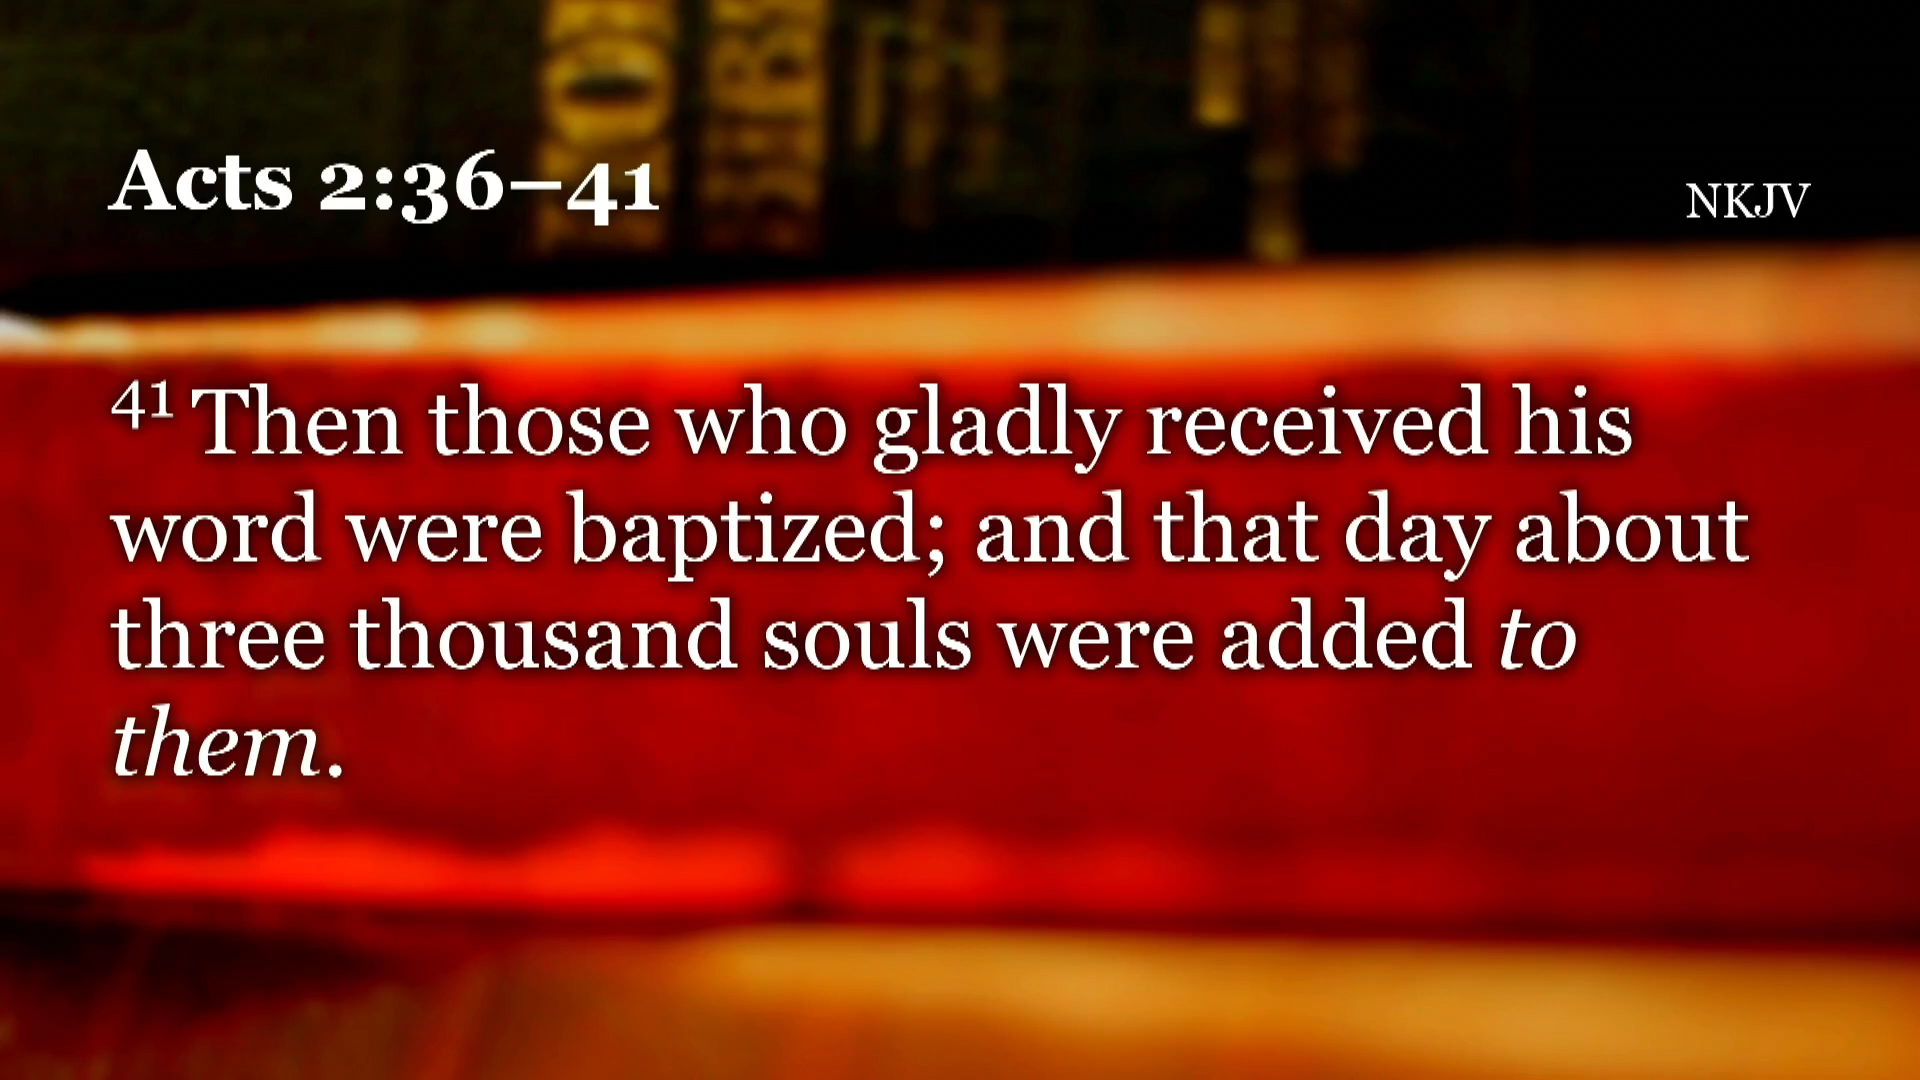 Acts 2:36–41
NKJV
41 Then those who gladly received his
word were baptized; and that day about
three thousand souls were added to
them.